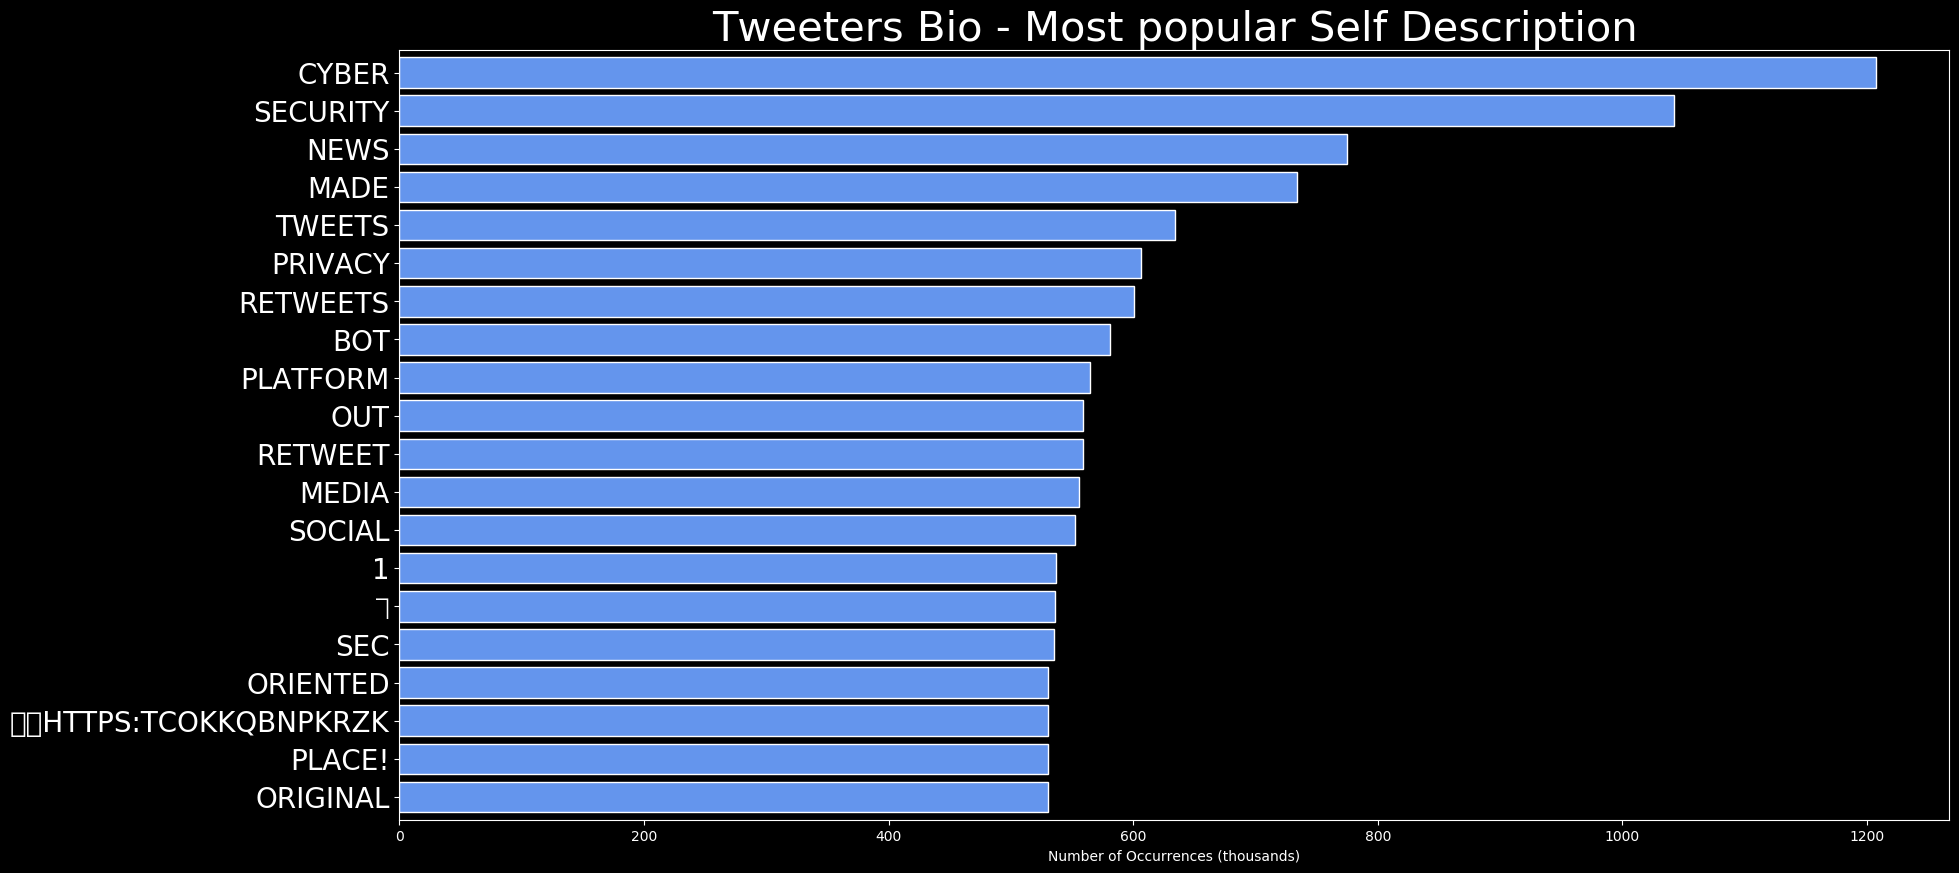 Tweeters Bio - Most popular Self Description
CYBER
SECURITY
NEWS
MADE
TWEETS
PRIVACY
RETWEETS
BOT
PLATFORM
OUT
RETWEET
MEDIA
SOCIAL
1
SEC
ORIENTED
HTTPS:TCOKKQBNPKRZK
PLACE!
ORIGINAL
0 200 400 600 800 1000 1200
Number of Occurrences (thousands)